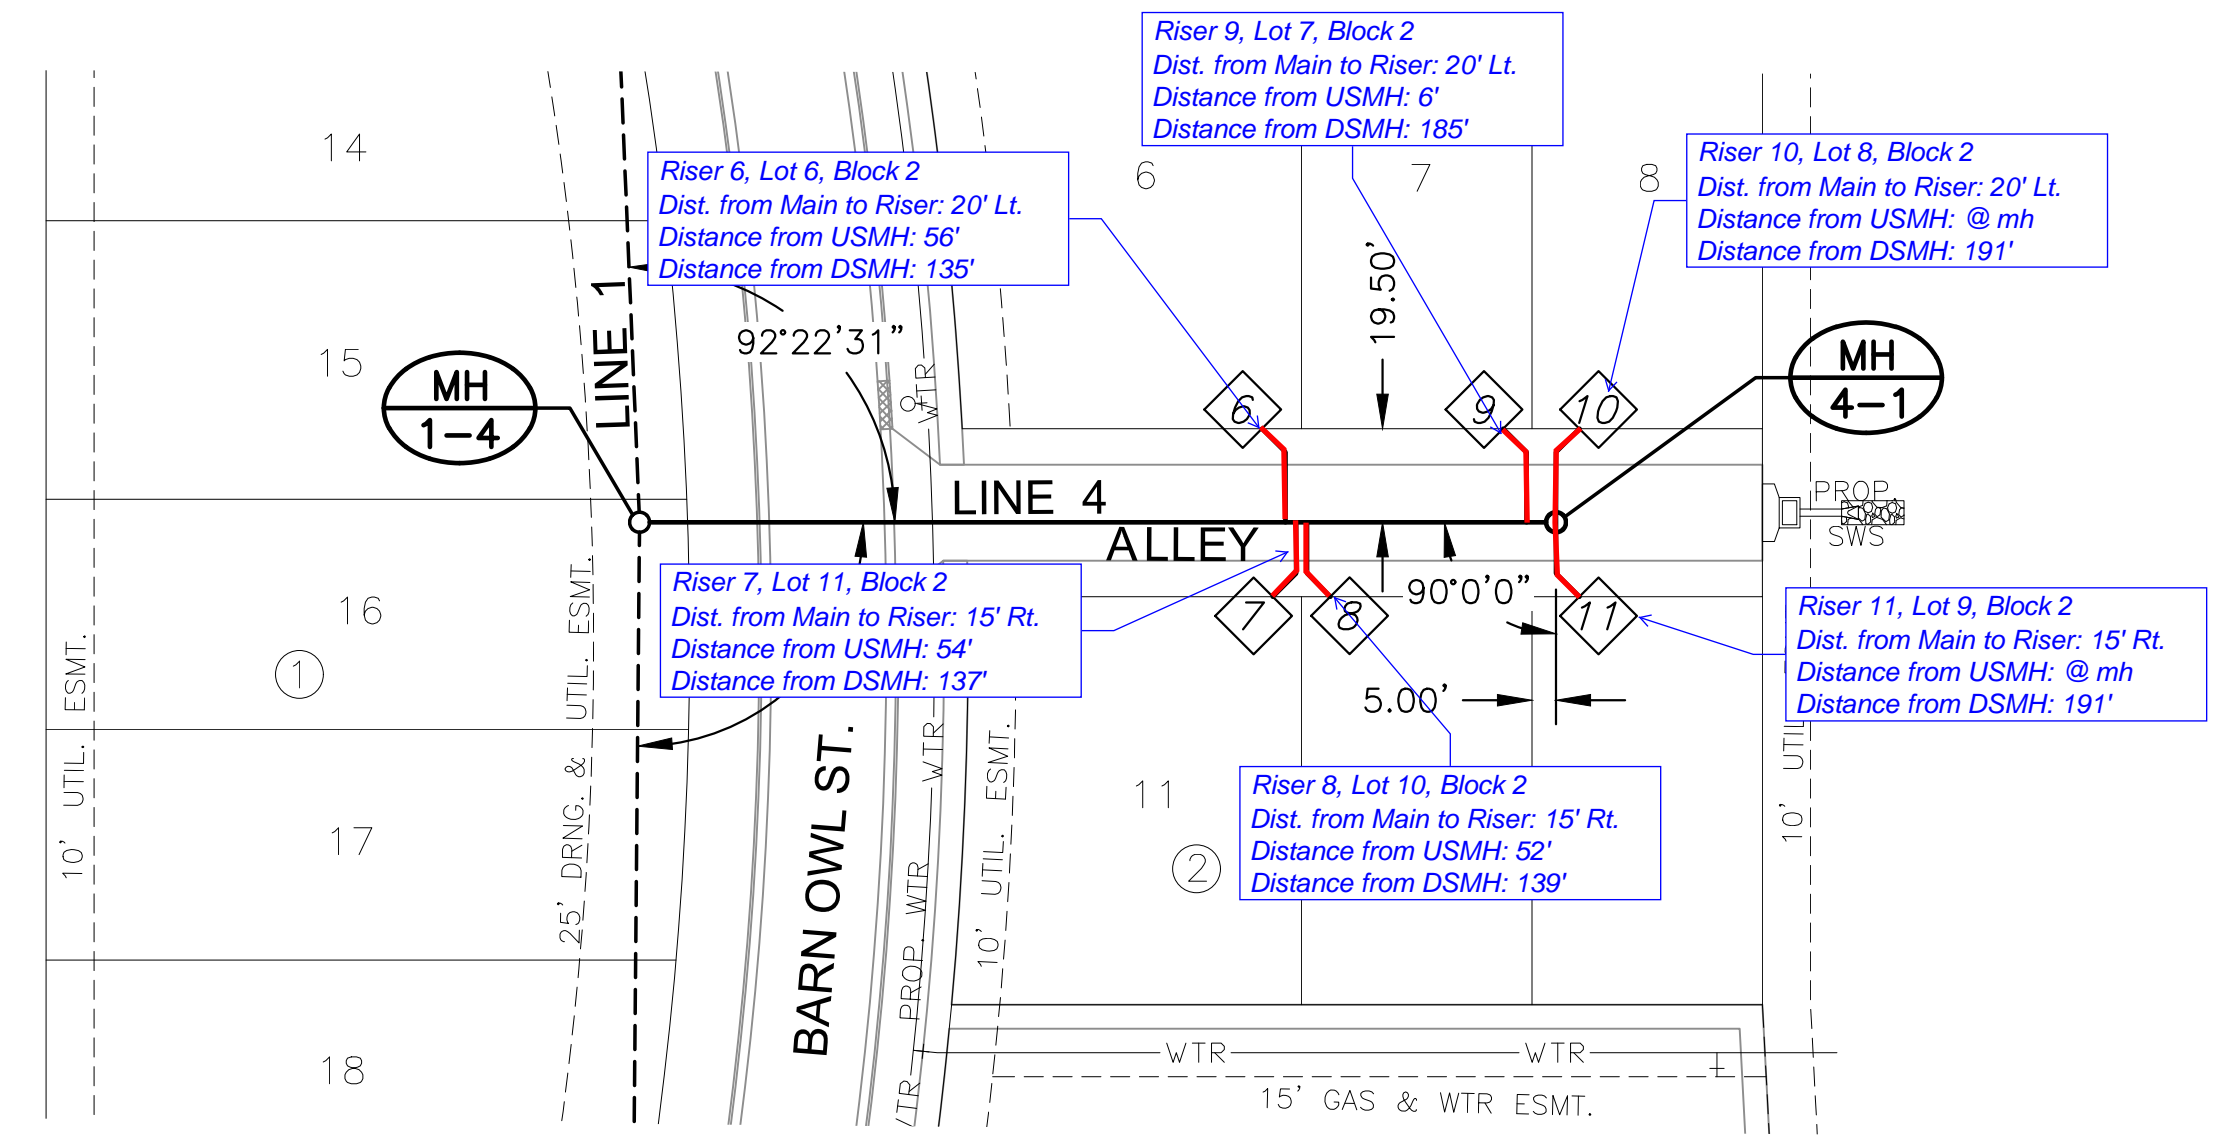 Riser 9, Lot 7, Block 2
Dist. from Main to Riser: 20' Lt.
Distance from USMH: 6'
Distance from DSMH: 185'
Riser 6, Lot 6, Block 2
Dist. from Main to Riser: 20' Lt.
Distance from USMH: 56'
Distance from DSMH: 135'
Riser 10, Lot 8, Block 2
Dist. from Main to Riser: 20' Lt.
Distance from USMH: @ mh
Distance from DSMH: 191'
14
6
7
8
15
LINE 1
92°22'31"
19.50'
MH
1-4
MH
4-1
WTR
6
9
10
LINE 4
ALLEY
PROP.
SWS
Riser 7, Lot 11, Block 2
Dist. from Main to Riser: 15' Rt.
Distance from USMH: 54'
Distance from DSMH: 137'
7
8
90°0'0"
11
Riser 11, Lot 9, Block 2
Dist. from Main to Riser: 15' Rt.
Distance from USMH: @ mh
Distance from DSMH: 191'
5.00'
16
1
10' UTIL. ESMT.
25' DRNG. & UTIL. ESMT.
BARN OWL ST.
WTR
PROP. WTR
WTR
10' UTIL. ESMT.
10' UTIL
11
2
Riser 8, Lot 10, Block 2
Dist. from Main to Riser: 15' Rt.
Distance from USMH: 52'
Distance from DSMH: 139'
17
18
WTR
WTR
15' GAS & WTR ESMT.